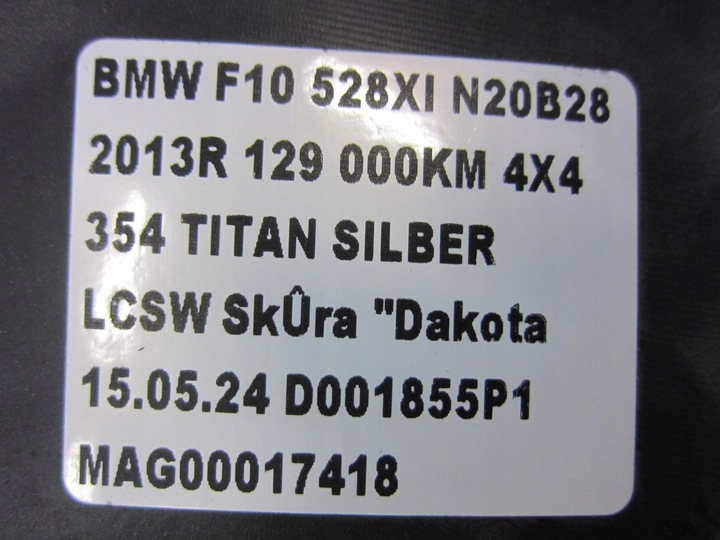 BMW F10 528XI N20B28
2013R 129 000KM 4X4
354 TITAN SILBER
LCSW SkÛra "Dakota
15.05.24 D001855P1
MAG00017418